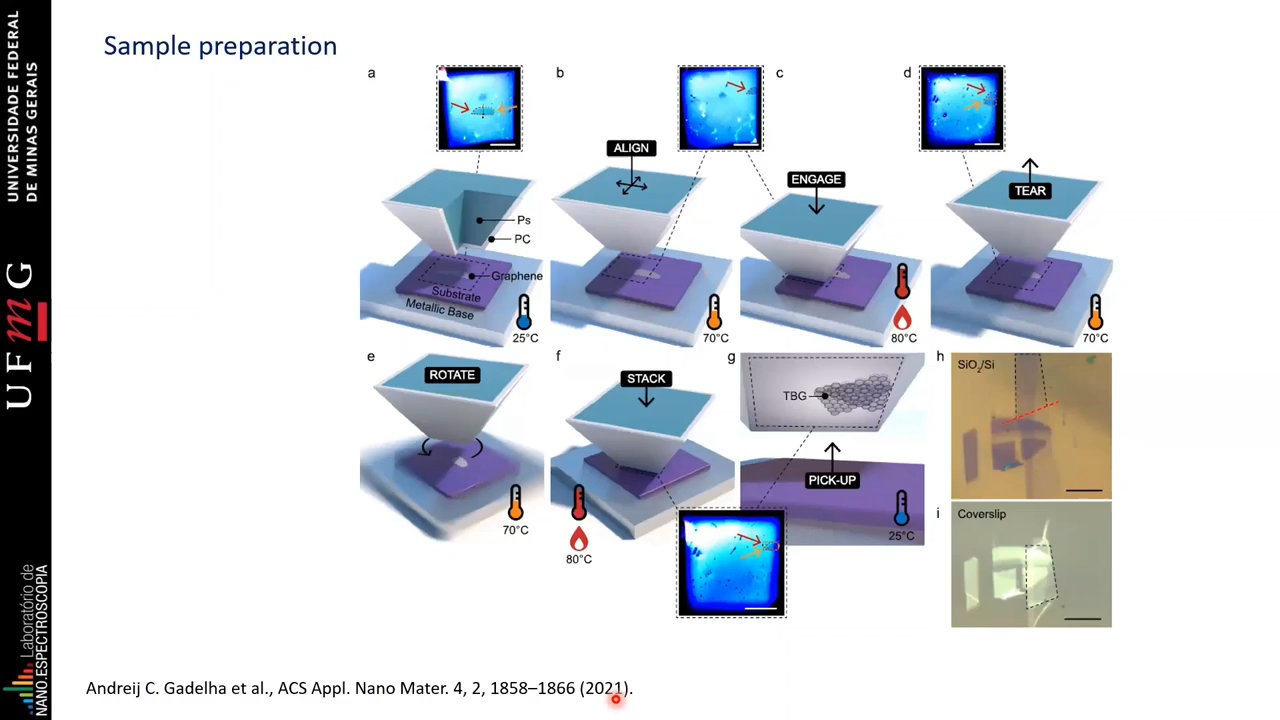 UNIVERSIDADE FEDERAL
DE MINAS GERAIS
UFmG
Laboratório de
NANO.ESPECTROSCOPIA
Sample preparation
a
b
c
d
ALIGN
ENGAGE
TEAR
Ps
PC
Graphene
Substrate
Metallic Base
25°C
70°C
80°C
70°C
e
f
g
h
ROTATE
STACK
TBG
PICK-UP
SiO2/Si
i
Coverslip
70°C
80°C
25°C
Andreij C. Gadelha et al., ACS Appl. Nano Mater. 4, 2, 1858–1866 (2021).